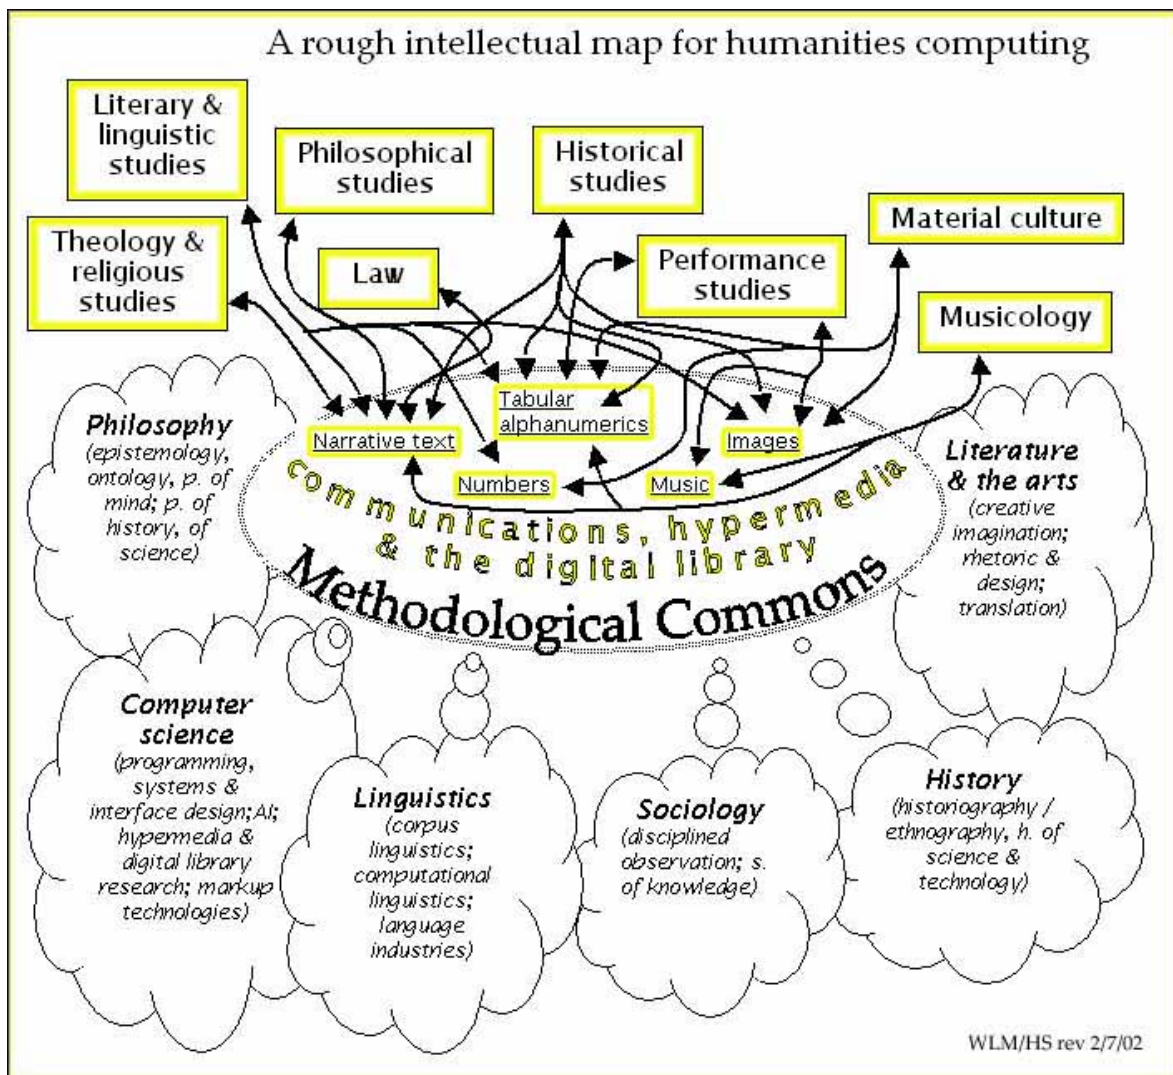 A rough intellectual map for humanities computing
Literary &
linguistic
studies
Philosophical
studies
Historical
studies
Material culture
Theology &
religious
studies
Law
Performance
studies
Musicology
Tabular
alphanumerics
Narrative text
Images
Numbers
Music
communications, hypermedia
& the digital library
Methodological Commons
Philosophy
(epistemology,
ontology, p. of
mind; p. of
history, of
science)
Literature
& the arts
(creative
imagination;
rhetoric &
design;
translation)
Computer
science
(programming,
systems &
interface design;AI;
hypermedia &
digital library
research; markup
technologies)
Linguistics
(corpus
linguistics;
computational
linguistics;
language
industries)
Sociology
(disciplined
observation; s.
of knowledge)
History
(historiography /
ethnography, h. of
science &
technology)
WLM/HS rev 2/7/02